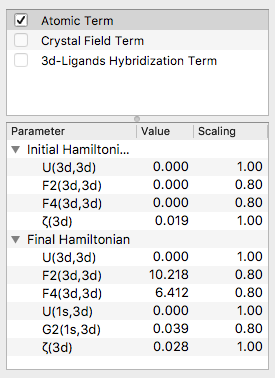 Atomic Term
Crystal Field Term
3d-Ligands Hybridization Term
Parameter Value Scaling
Initial Hamiltoni...
U(3d,3d) 0.000 1.00
F2(3d,3d) 0.000 0.80
F4(3d,3d) 0.000 0.80
ζ(3d) 0.019 1.00
Final Hamiltonian
U(3d,3d) 0.000 1.00
F2(3d,3d) 10.218 0.80
F4(3d,3d) 6.412 0.80
U(1s,3d) 0.000 1.00
G2(1s,3d) 0.039 0.80
ζ(3d) 0.028 1.00